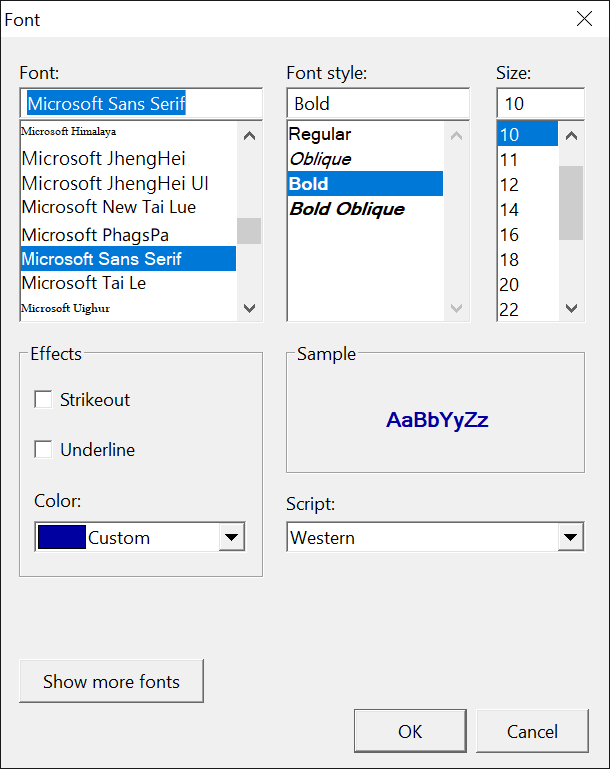 Font
Font:
Microsoft Sans Serif
Microsoft Himalaya
Microsoft JhengHei
Microsoft JhengHei UI
Microsoft New Tai Lue
Microsoft PhagsPa
Microsoft Sans Serif
Microsoft Tai Le
Microsoft Uighur
Font style:
Bold
Regular
Oblique
Bold
Bold Oblique
Size:
10
10
11
12
14
16
18
20
22
Effects
Strikeout
Underline
Color:
Custom
Sample
AaBbYyZz
Script:
Western
Show more fonts
OK
Cancel